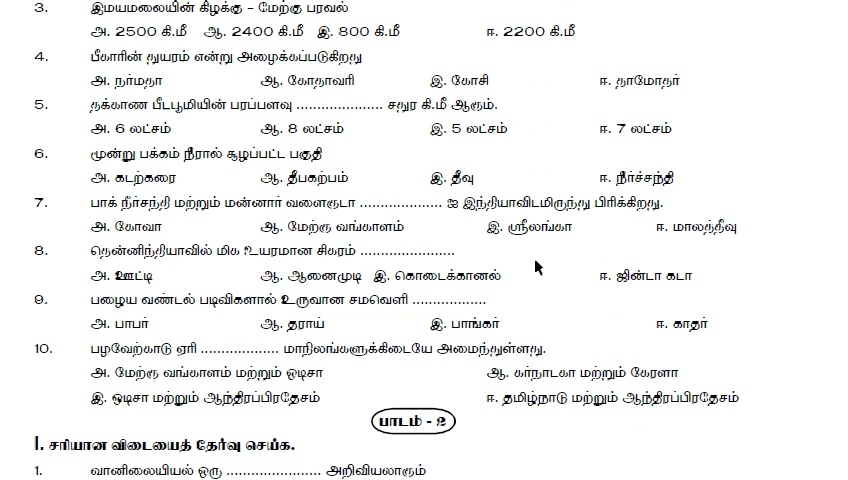 3. இமயமலையின் கிழக்கு – மேற்கு பரவல்
அ. 2500 கி.மீ ஆ. 2400 கி.மீ இ. 800 கி.மீ ஈ. 2200 கி.மீ
4. பீகாரின் துயரம் என்று அழைக்கப்படுகிறது
அ. நர்மதா ஆ. கோதாவரி இ. கோசி ஈ. தாமோதர்
5. தக்காண பீடபூமியின் பரப்பளவு ..................... சதுர கி.மீ ஆகும்.
அ. 6 லட்சம் ஆ. 8 லட்சம் இ. 5 லட்சம் ஈ. 7 லட்சம்
6. மூன்று பக்கம் நீரால் சூழப்பட்ட பகுதி
அ. கடற்கரை ஆ. தீபகற்பம் இ. தீவு ஈ. நீர்ச்சந்தி
7. பாக் நீர்சந்தி மற்றும் மன்னார் வளைகுடா .................... ஐ இந்தியாவிடமிருந்து பிரிக்கிறது.
அ. கோவா ஆ. மேற்கு வங்காளம் இ. ஸ்ரீலங்கா ஈ. மாலத்தீவு
8. தென்னிந்தியாவில் மிக உயரமான சிகரம் .......................
அ. ஊட்டி ஆ. ஆனைமுடி இ. கொடைக்கானல் ஈ. ஜின்டா கடா
9. பழைய வண்டல் படிவிகளால் உருவான சமவெளி ..................
அ. பாபர் ஆ. தராய் இ. பாங்கர் ஈ. காதர்
10. பழவேற்காடு ஏரி ................... மாநிலங்களுக்கிடையே அமைந்துள்ளது.
அ. மேற்கு வங்காளம் மற்றும் ஒடிசா ஆ. கர்நாடகா மற்றும் கேரளா
இ. ஒடிசா மற்றும் ஆந்திரப்பிரதேசம் ஈ. தமிழ்நாடு மற்றும் ஆந்திரப்பிரதேசம்
பாடம் - 2
I. சரியான விடையைத் தேர்வு செய்க.
1. வானிலையியல் ஒரு ....................... அறிவியலாகும்